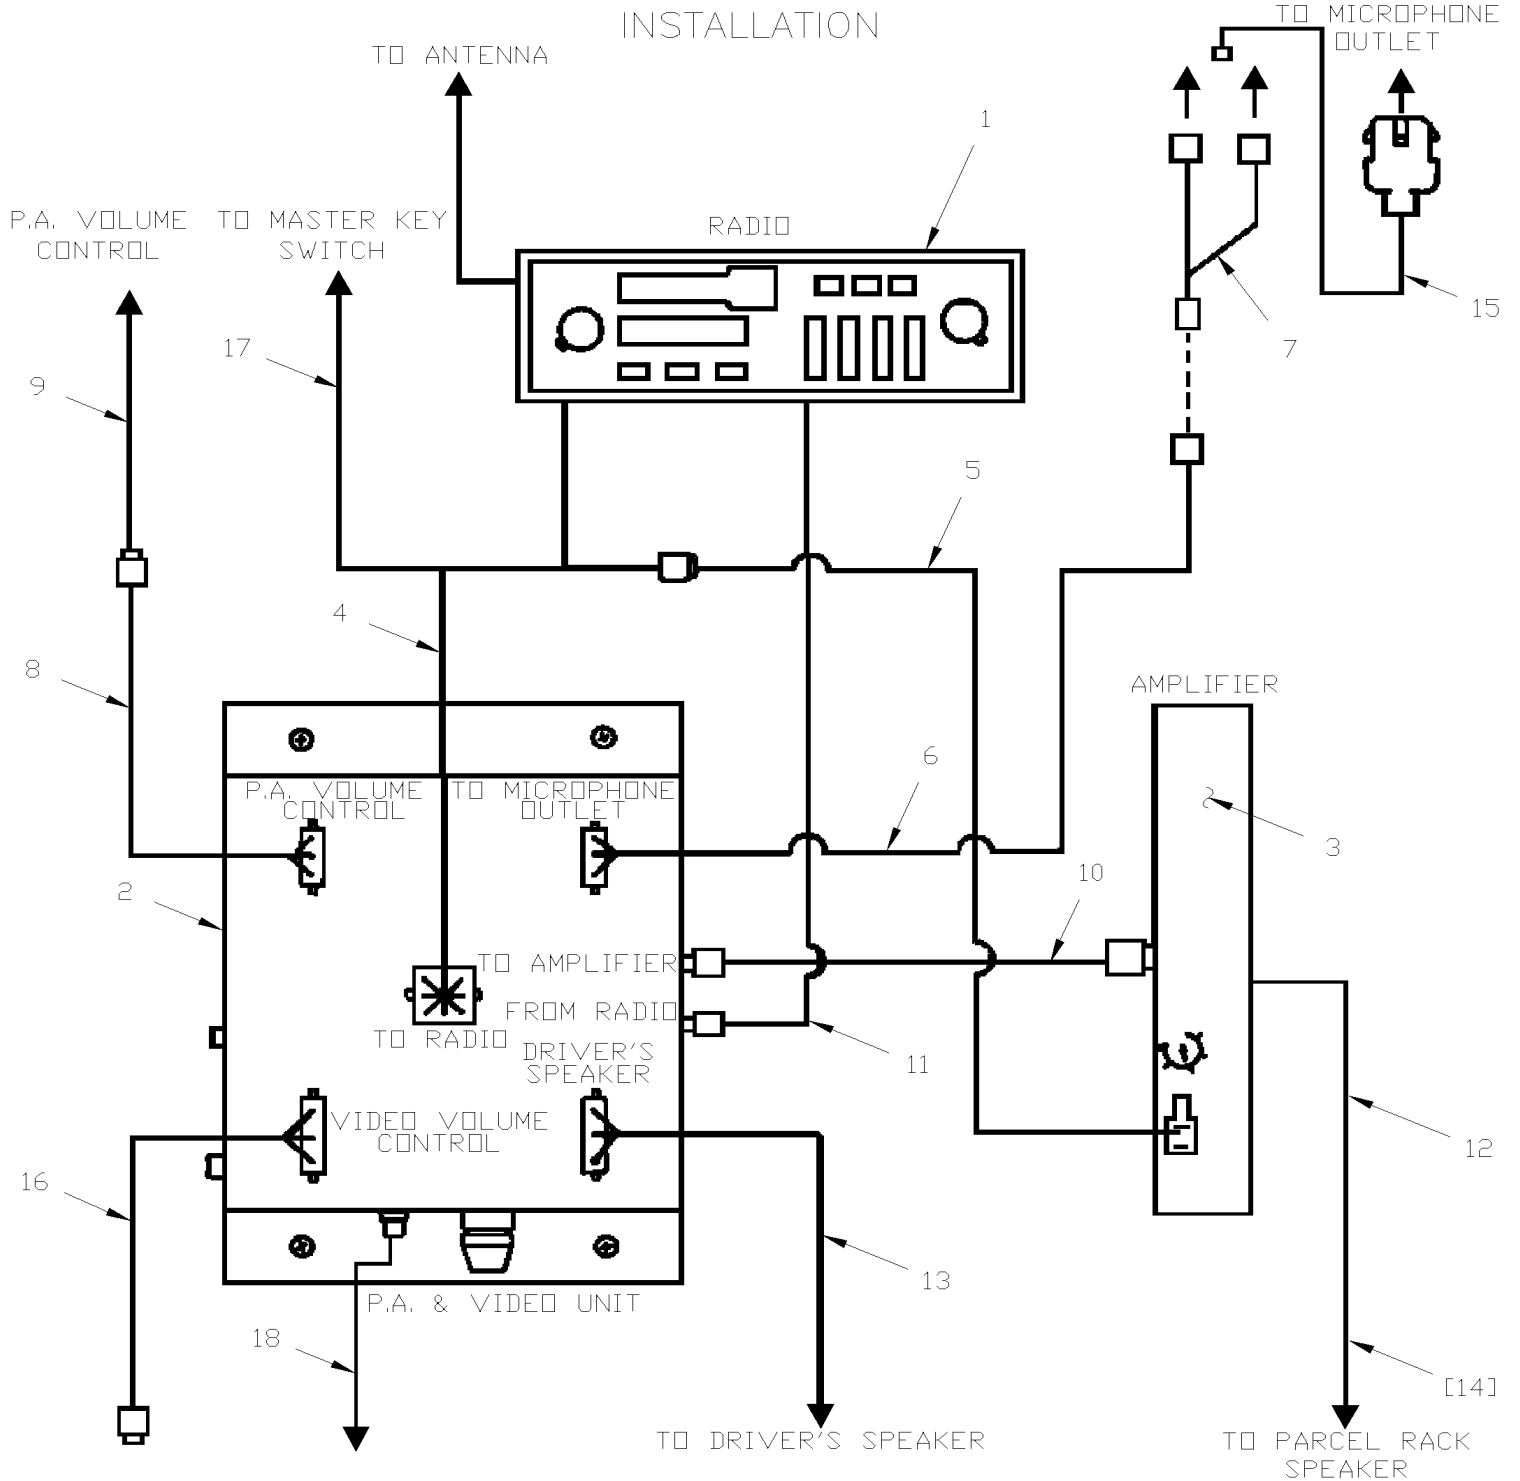 INSTALLATION
TO MICROPHONE
OUTLET
TO ANTENNA
1
P.A. VOLUME
CONTROL
TO MASTER KEY
SWITCH
RADIO
15
17
7
9
5
4
8
AMPLIFIER
6
P.A. VOLUME
CONTROL
TO MICROPHONE
OUTLET
3
10
2
TO AMPLIFIER
FROM RADIO
TO RADIO
DRIVER'S
SPEAKER
11
VIDEO VOLUME
CONTROL
12
16
13
P.A. & VIDEO UNIT
18
[14]
TO DRIVER'S SPEAKER
TO PARCEL RACK
SPEAKER